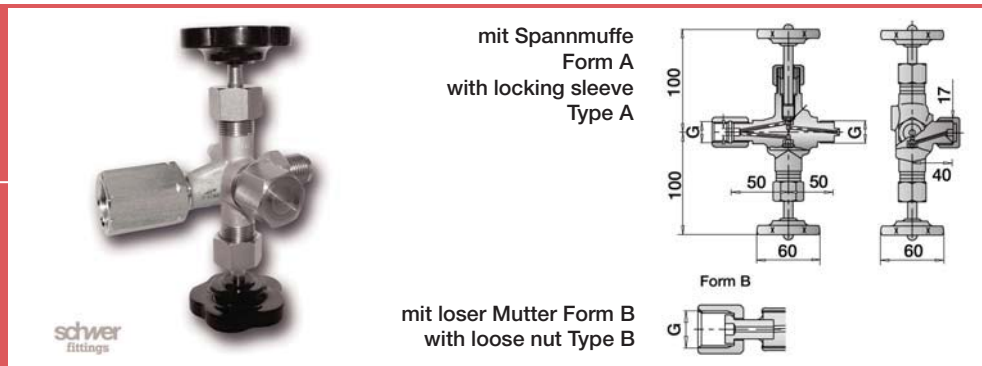 mit Spannmuffe
Form A
with locking sleeve
Type A
100
100
G
G
50
50
60
17
40
60
Form B
mit loser Mutter Form B
with loose nut Type B
G
schwer
fittings